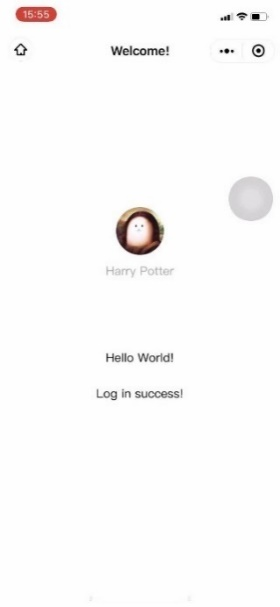 15:55
Welcome!
Harry Potter
Hello World!
Log in success!